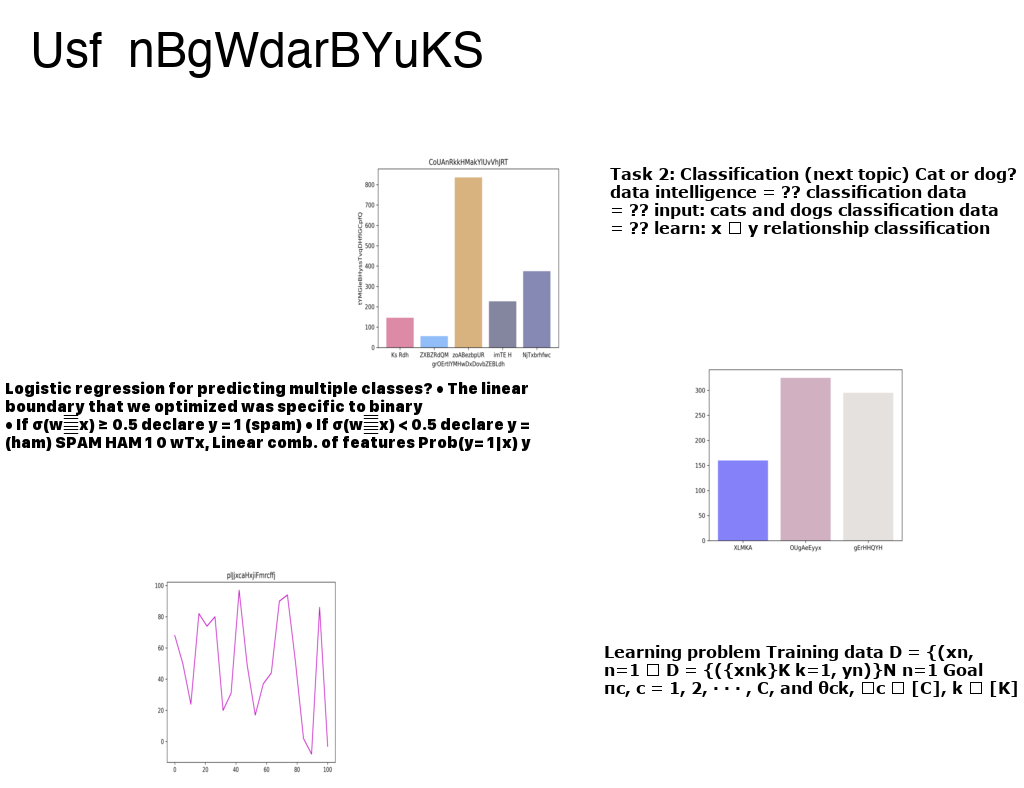 Usf nBgWdarBYuKS
CoUAnRkkHMakYlUvVhJRT
800
700
600
500
400
300
200
100
0
Ks Rdh ZXBZRdQM zoABezbpUR imTE H NjTxbrhfwc
grOErtIYMHwDxDovbZEBLdh
Task 2: Classification (next topic) Cat or dog?
data intelligence = ?? classification data
= ?? input: cats and dogs classification data
= ?? learn: x □ y relationship classification
Logistic regression for predicting multiple classes? • The linear
boundary that we optimized was specific to binary
• If σ(w𝄚x) ≥ 0.5 declare y = 1 (spam) • If σ(w𝄚x) < 0.5 declare y =
(ham) SPAM HAM 1 0 wTx, Linear comb. of features Prob(y= 1|x) y
300
250
200
150
100
50
0
XLMKA OUgAeEyyx gErHHQYH
pJjxcaHxjiFmrcffj
100
80
60
40
20
0
0 20 40 60 80 100
Learning problem Training data D = {(xn,
n=1 □ D = {({xnk}K k=1, yn)}N n=1 Goal
πc, c = 1, 2, · · · , C, and θck, □c □ [C], k □ [K]